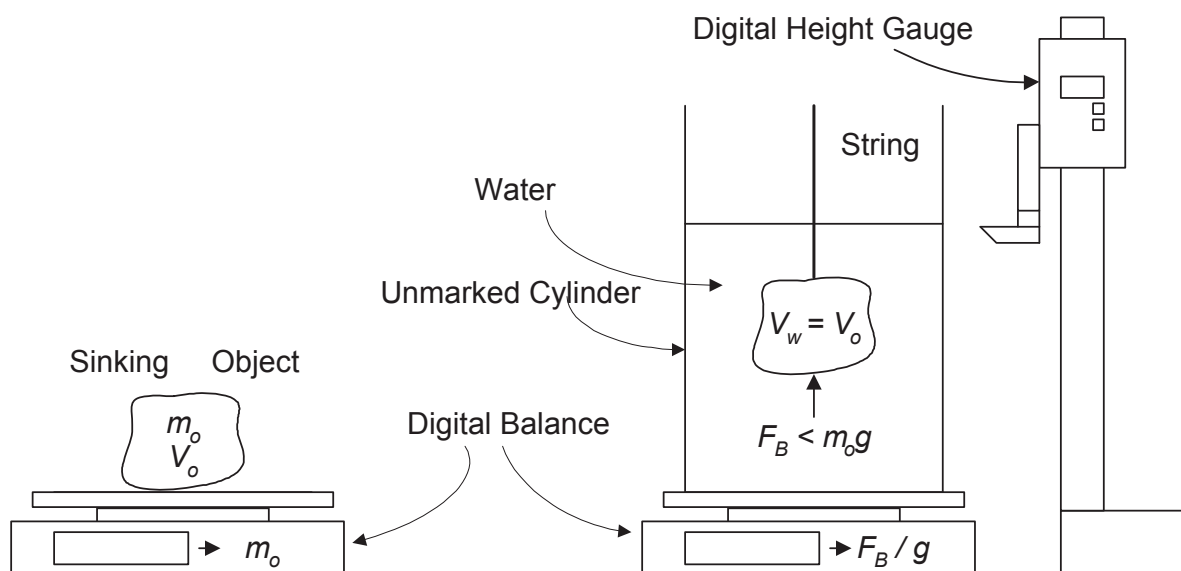 Digital Height Gauge
String
Water
Unmarked Cylinder
V_w = V_o
Sinking Object
m_o
V_o
Digital Balance
F_B < m_o g
m_o
F_B / g